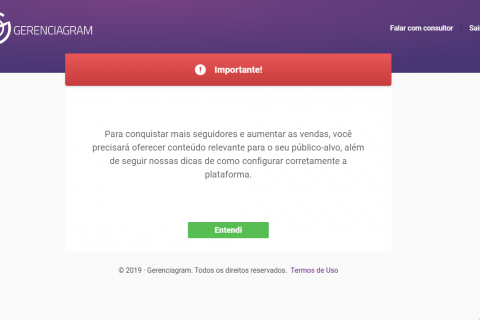 GERENCIAGRAM
Falar com consultor
Importante!
Para conquistar mais seguidores e aumentar as vendas, você
precisará oferecer conteúdo relevante para o seu público-alvo, além
de seguir nossas dicas de como configurar corretamente a
plataforma.
Entendi
© 2019 · Gerenciagram. Todos os direitos reservados. Termos de Uso